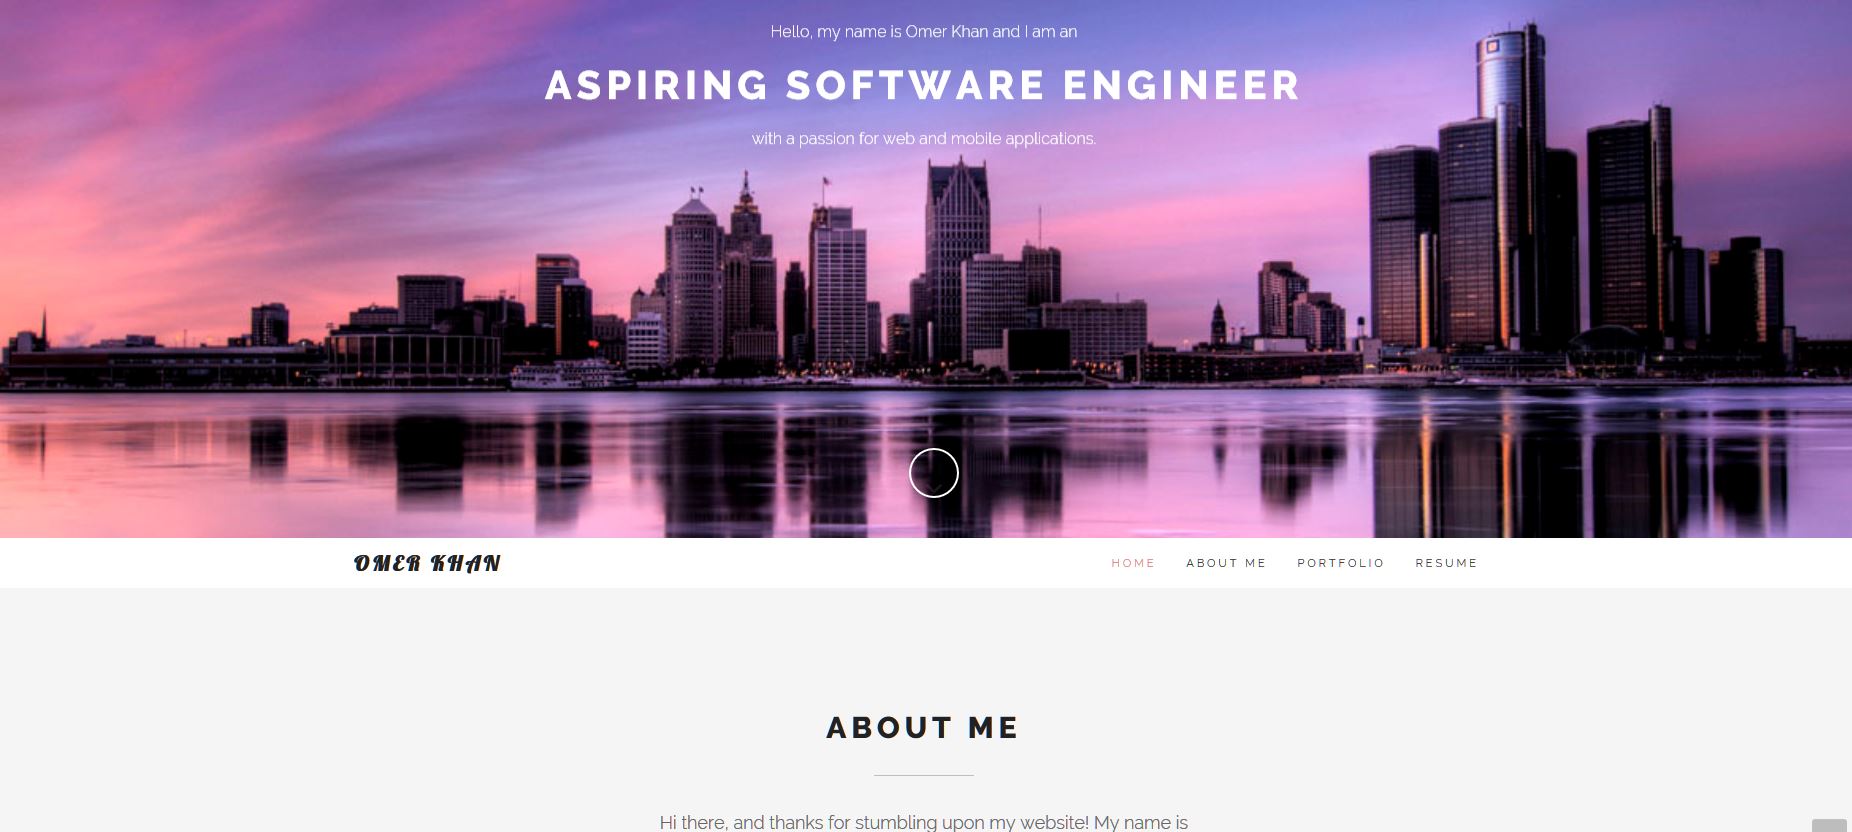 Hello, my name is Omer Khan and I am an
ASPIRING SOFTWARE ENGINEER
with a passion for web and mobile applications.
OMER KHAN
HOME ABOUT ME PORTFOLIO RESUME
ABOUT ME
Hi there, and thanks for stumbling upon my website! My name is